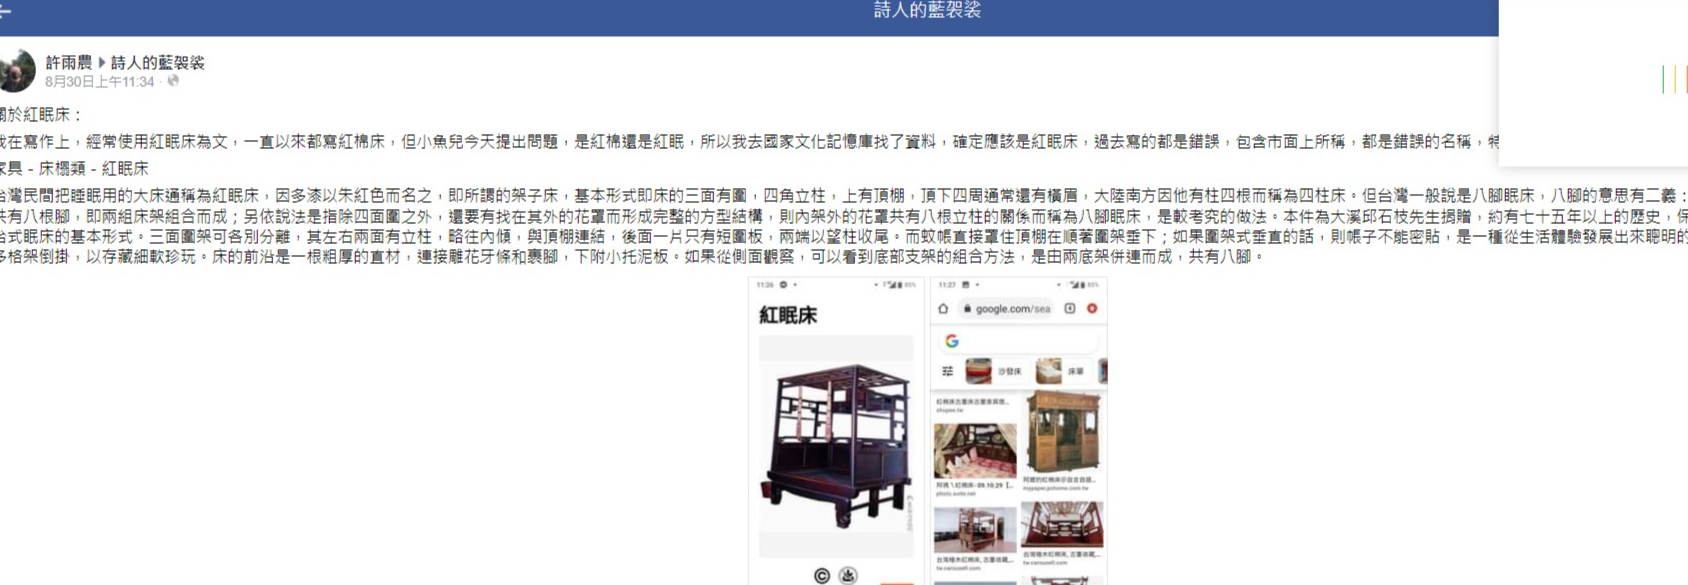 詩人的藍袈裟
許雨農 ▶ 詩人的藍袈裟
8月30日上午11:34 ·
關於紅眠床：
我在寫作上，經常使用紅眠床為文，一直以來都寫紅棉床，但小魚兒今天提出問題，是紅棉還是紅眠，所以我去國家文化記憶庫找了資料，確定應該是紅眠床，過去寫的都是錯誤，包含市面上所稱，都是錯誤的名稱，特
家具 - 床榻類 - 紅眠床
台灣民間把睡眠用的大床通稱為紅眠床，因多漆以朱紅色而名之，即所謂的架子床，基本形式即床的三面有圍，四角立柱，上有頂棚，頂下四周通常還有橫眉，大陸南方因他有柱四根而稱為四柱床。但台灣一般說是八腳眠床，八腳的意思有二義：
共有八根腳，即兩組床架組合而成；另依說法是指除四面圍之外，還要有找在其外的花罩而形成完整的方型結構，則內架外的花罩共有八根立柱的關係而稱為八腳眠床，是較考究的做法。本件為大溪邱石枝先生捐贈，約有七十五年以上的歷史，保
台式眠床的基本形式。三面圍架可各別分離，其左右兩面有立柱，略往內傾，與頂棚連結，後面一片只有短圍板，兩端以望柱收尾。而蚊帳直接罩住頂棚在順著圍架垂下；如果圍架式垂直的話，則帳子不能密貼，是一種從生活體驗發展出來聰明的
多格架倒掛，以存藏細軟珍玩。床的前沿是一根粗厚的直材，連接雕花牙條和裹腳，下附小托泥板。如果從側面觀察，可以看到底部支架的組合方法，是由兩底架併連而成，共有八腳。
11:26
85%
紅眠床
11:27
85%
google.com/sea
沙發床
床單
紅棉床古董床古董家具懷...
shopee.tw
阿嬤ㄟ紅棉床-09.10.29【...
photo.suite.net
mypaper.pchome.com.tw
台灣檜木紅棉床, 古董收藏,...
tw.carousell.com
台灣檜木紅棉床, 古董收藏...
tw.carousell.com